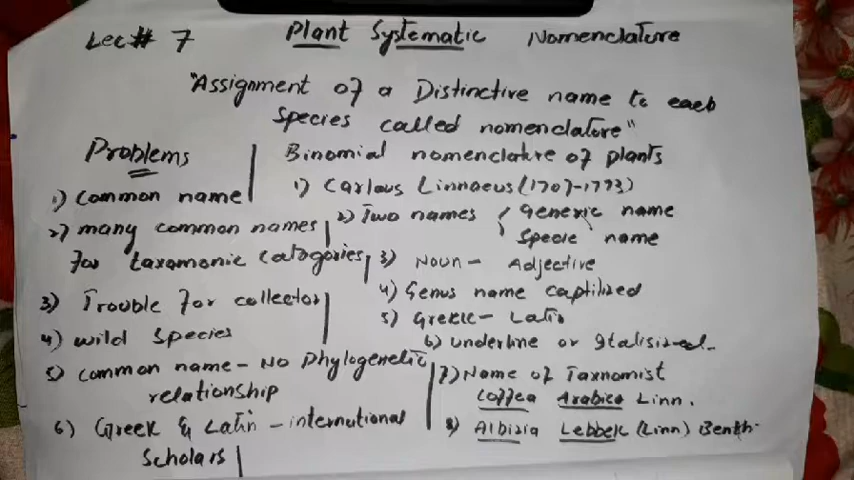 Lec# 7 Plant Systematic Nomenclature
"Assignment of a Distinctive name to each
Species called nomenclature"
Problems
1) Common name
2) many common names
for taxamonic Catagories
3) Trouble for collector
4) wild Species
5) common name - No Phylogenetic
relationship
6) Greek & Latin - international
Scholars
Binomial nomenclature of plants
1) Carlous Linnaeus (1707-1773)
2) Two names Generic name
Specie name
3) Noun - Adjective
4) Genus name captilized
5) Greek - Latin
6) underline or Italisized.
7) Name of Taxnomist
Coffea Arabica Linn.
8) Albizia Lebbek (Linn) Benth.